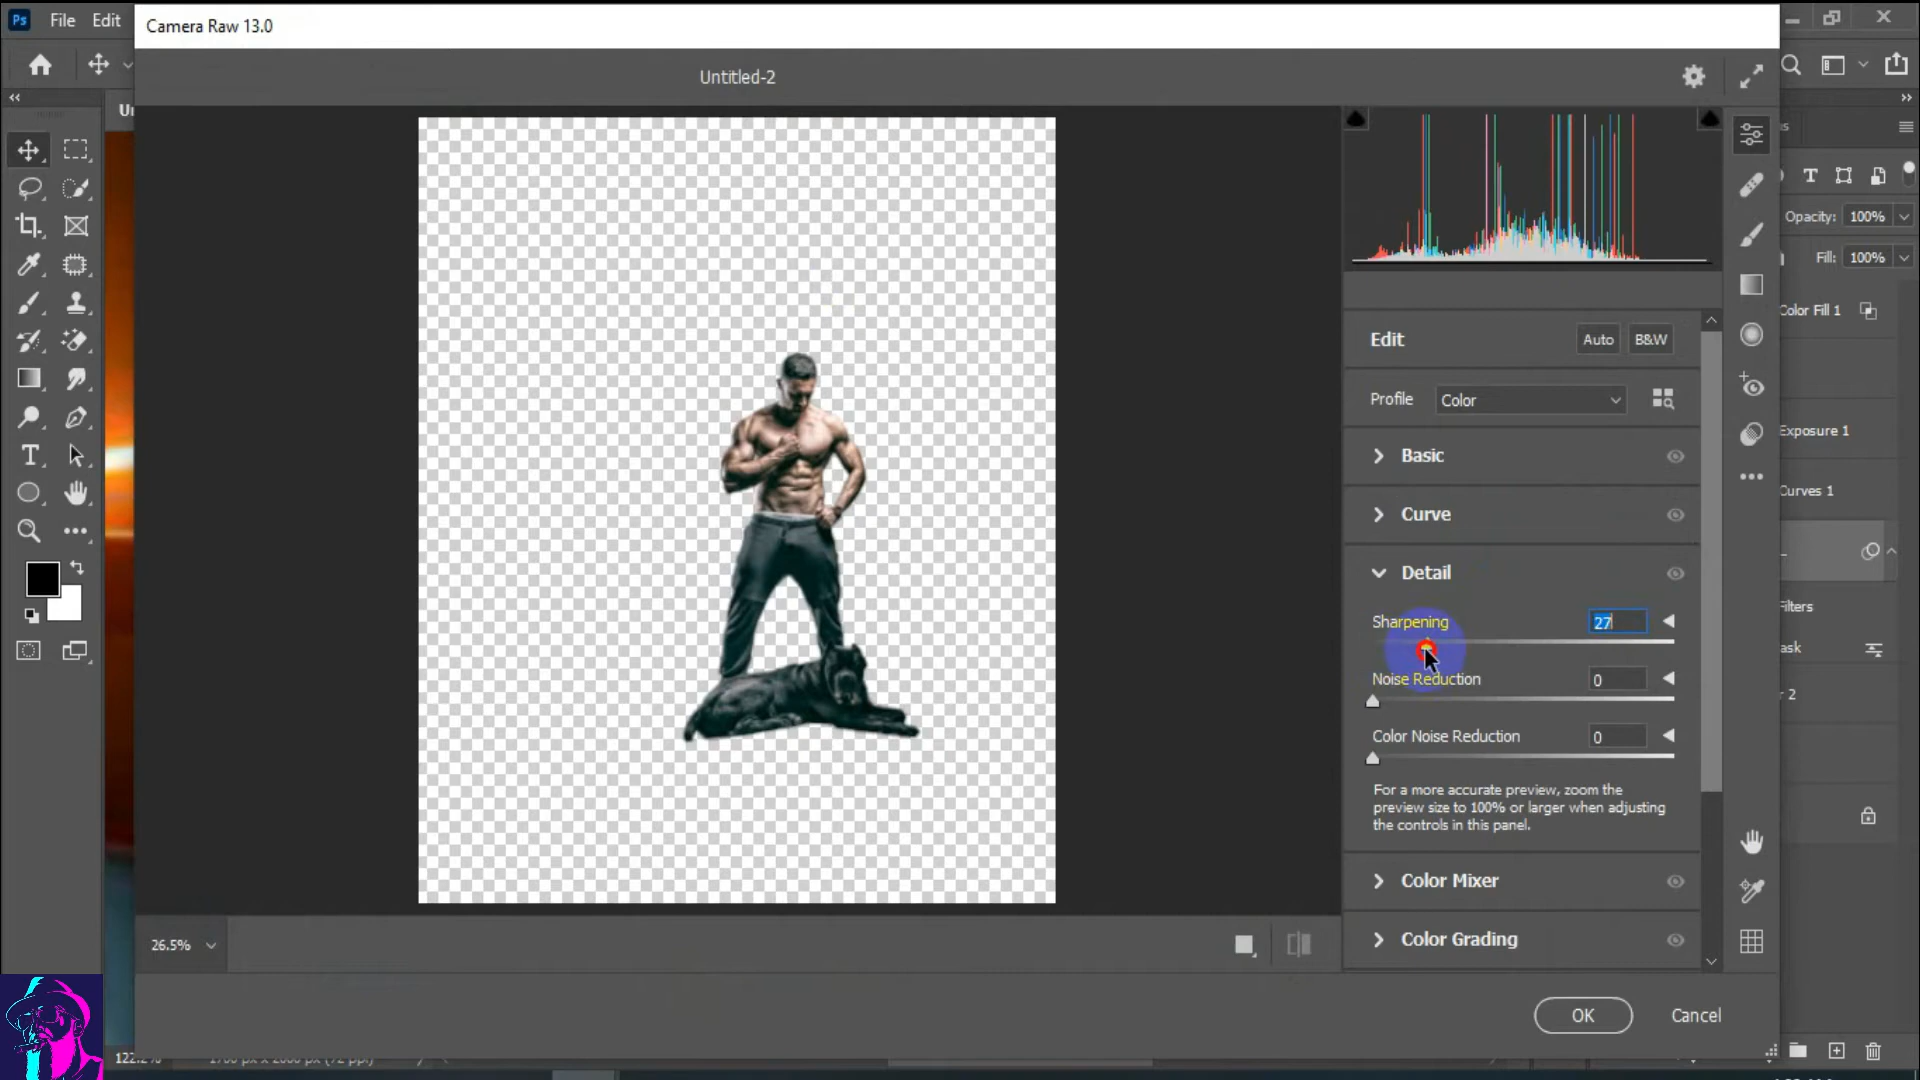 Ps File Edit
Camera Raw 13.0
Untitled-2
Edit
Auto
B&W
Profile
Color
Basic
Curve
Detail
Sharpening
27
Noise Reduction
0
Color Noise Reduction
0
For a more accurate preview, zoom the
preview size to 100% or larger when adjusting
the controls in this panel.
Color Mixer
Color Grading
26.5%
OK
Cancel
Opacity: 100%
Fill: 100%
Color Fill 1
Exposure 1
Curves 1